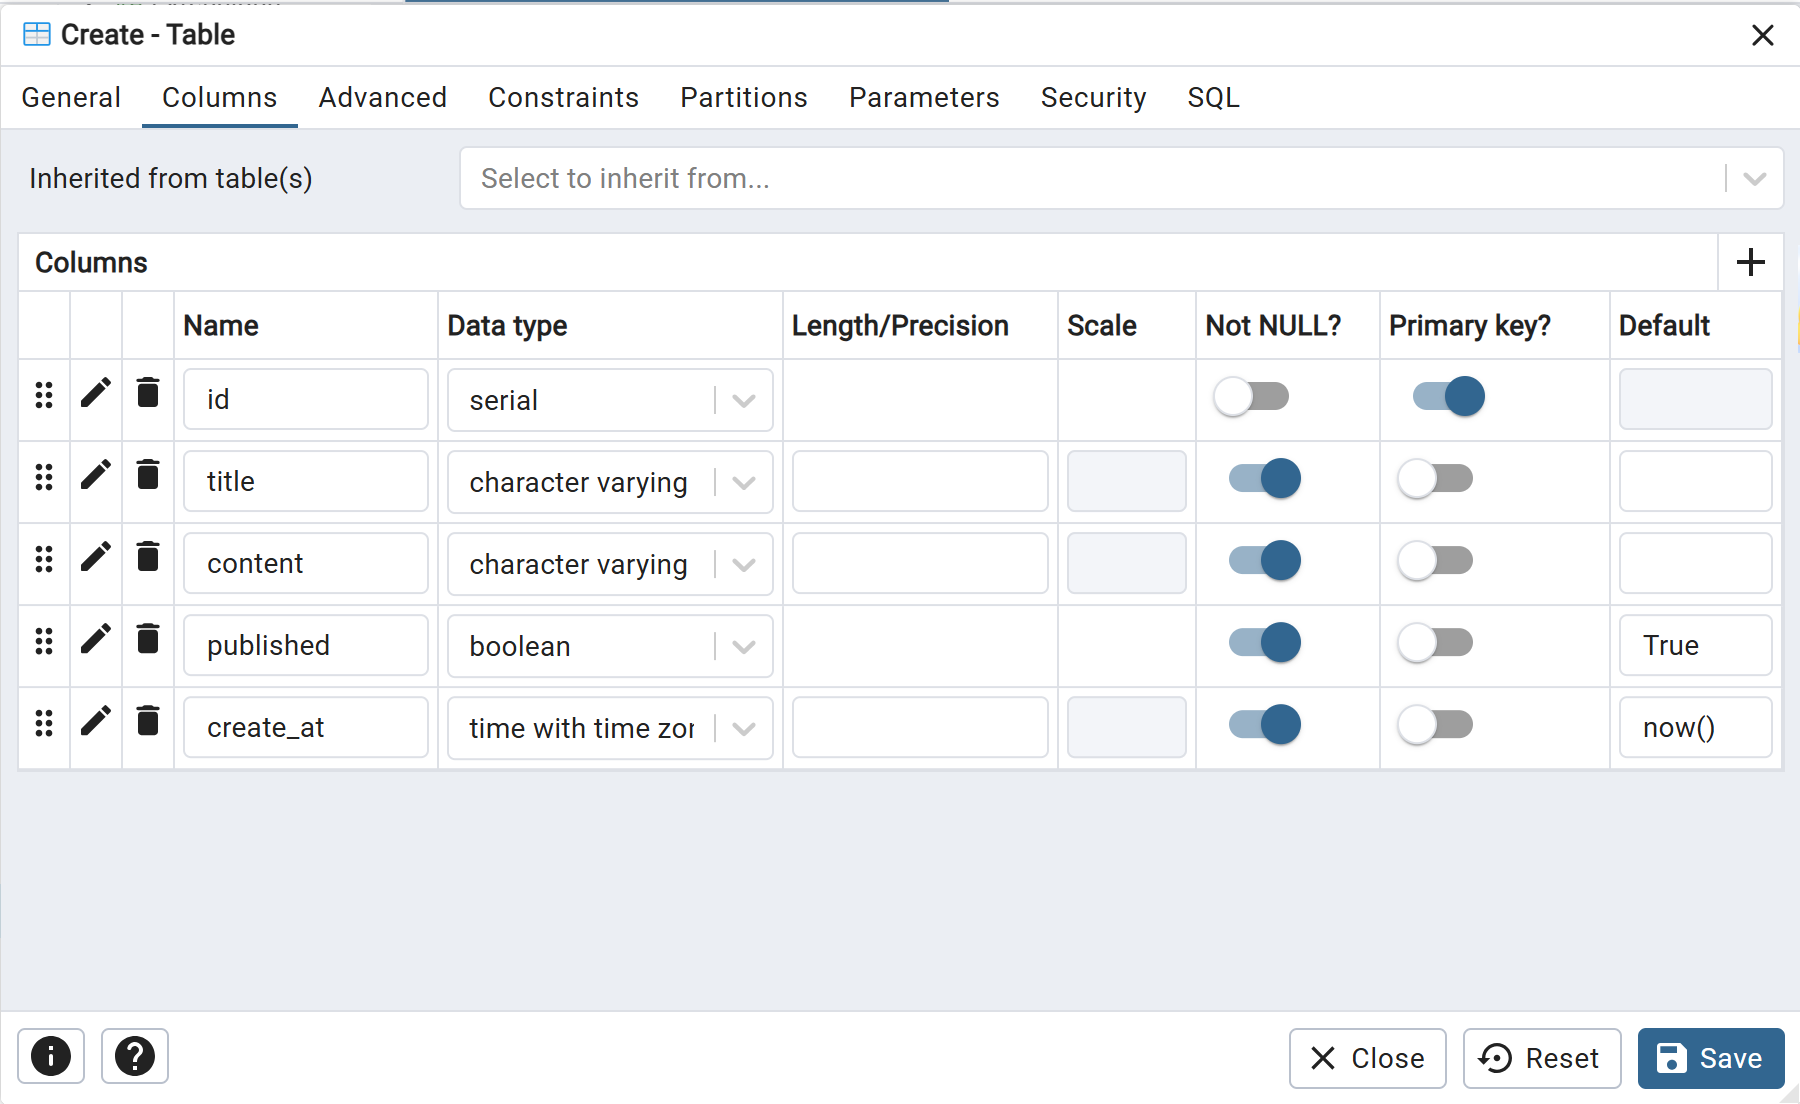 Create - Table
General Columns Advanced Constraints Partitions Parameters Security SQL
Inherited from table(s) Select to inherit from...
Columns
Name Data type Length/Precision Scale Not NULL? Primary key? Default
id serial
title character varying
content character varying
published boolean True
create_at time with time zor now()
Close Reset Save